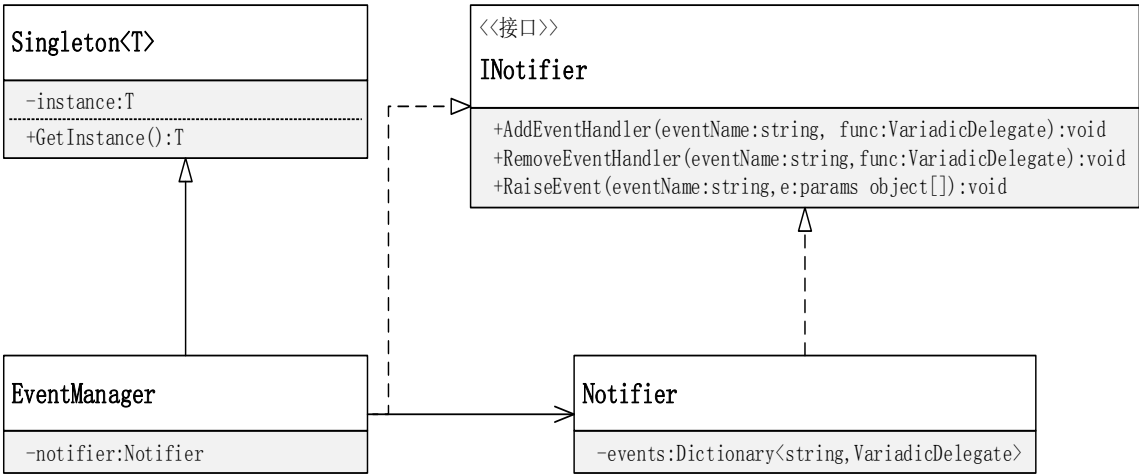 Singleton<T>
-instance:T
+GetInstance():T
<<接口>>
INotifier
+AddEventHandler(eventName:string, func:VariadicDelegate):void
+RemoveEventHandler(eventName:string,func:VariadicDelegate):void
+RaiseEvent(eventName:string,e:params object[]):void
EventManager
-notifier:Notifier
Notifier
-events:Dictionary<string,VariadicDelegate>